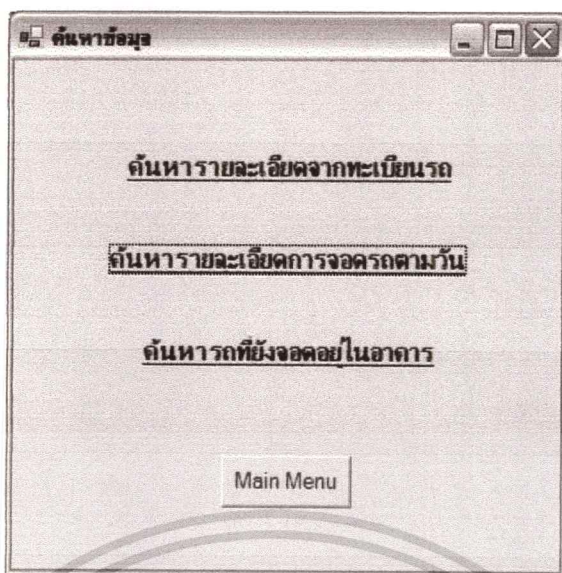 ค้นหาข้อมูล
ค้นหารายละเอียดจากทะเบียนรถ
ค้นหารายละเอียดการจอดรถตามวัน
ค้นหารถที่ยังจอดอยู่ในอาคาร
Main Menu